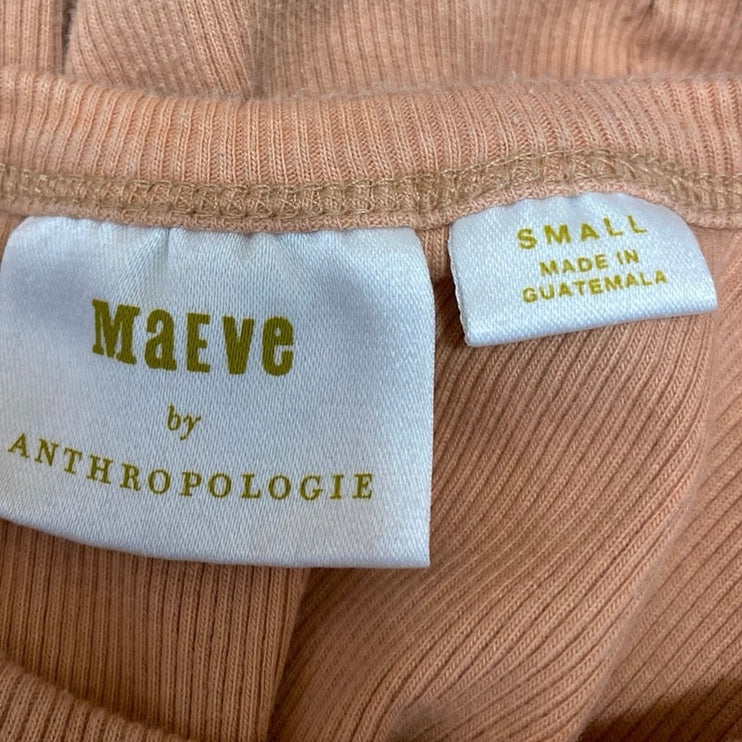 MaEve
by
ANTHROPOLOGIE
SMALL
MADE IN
GUATEMALA